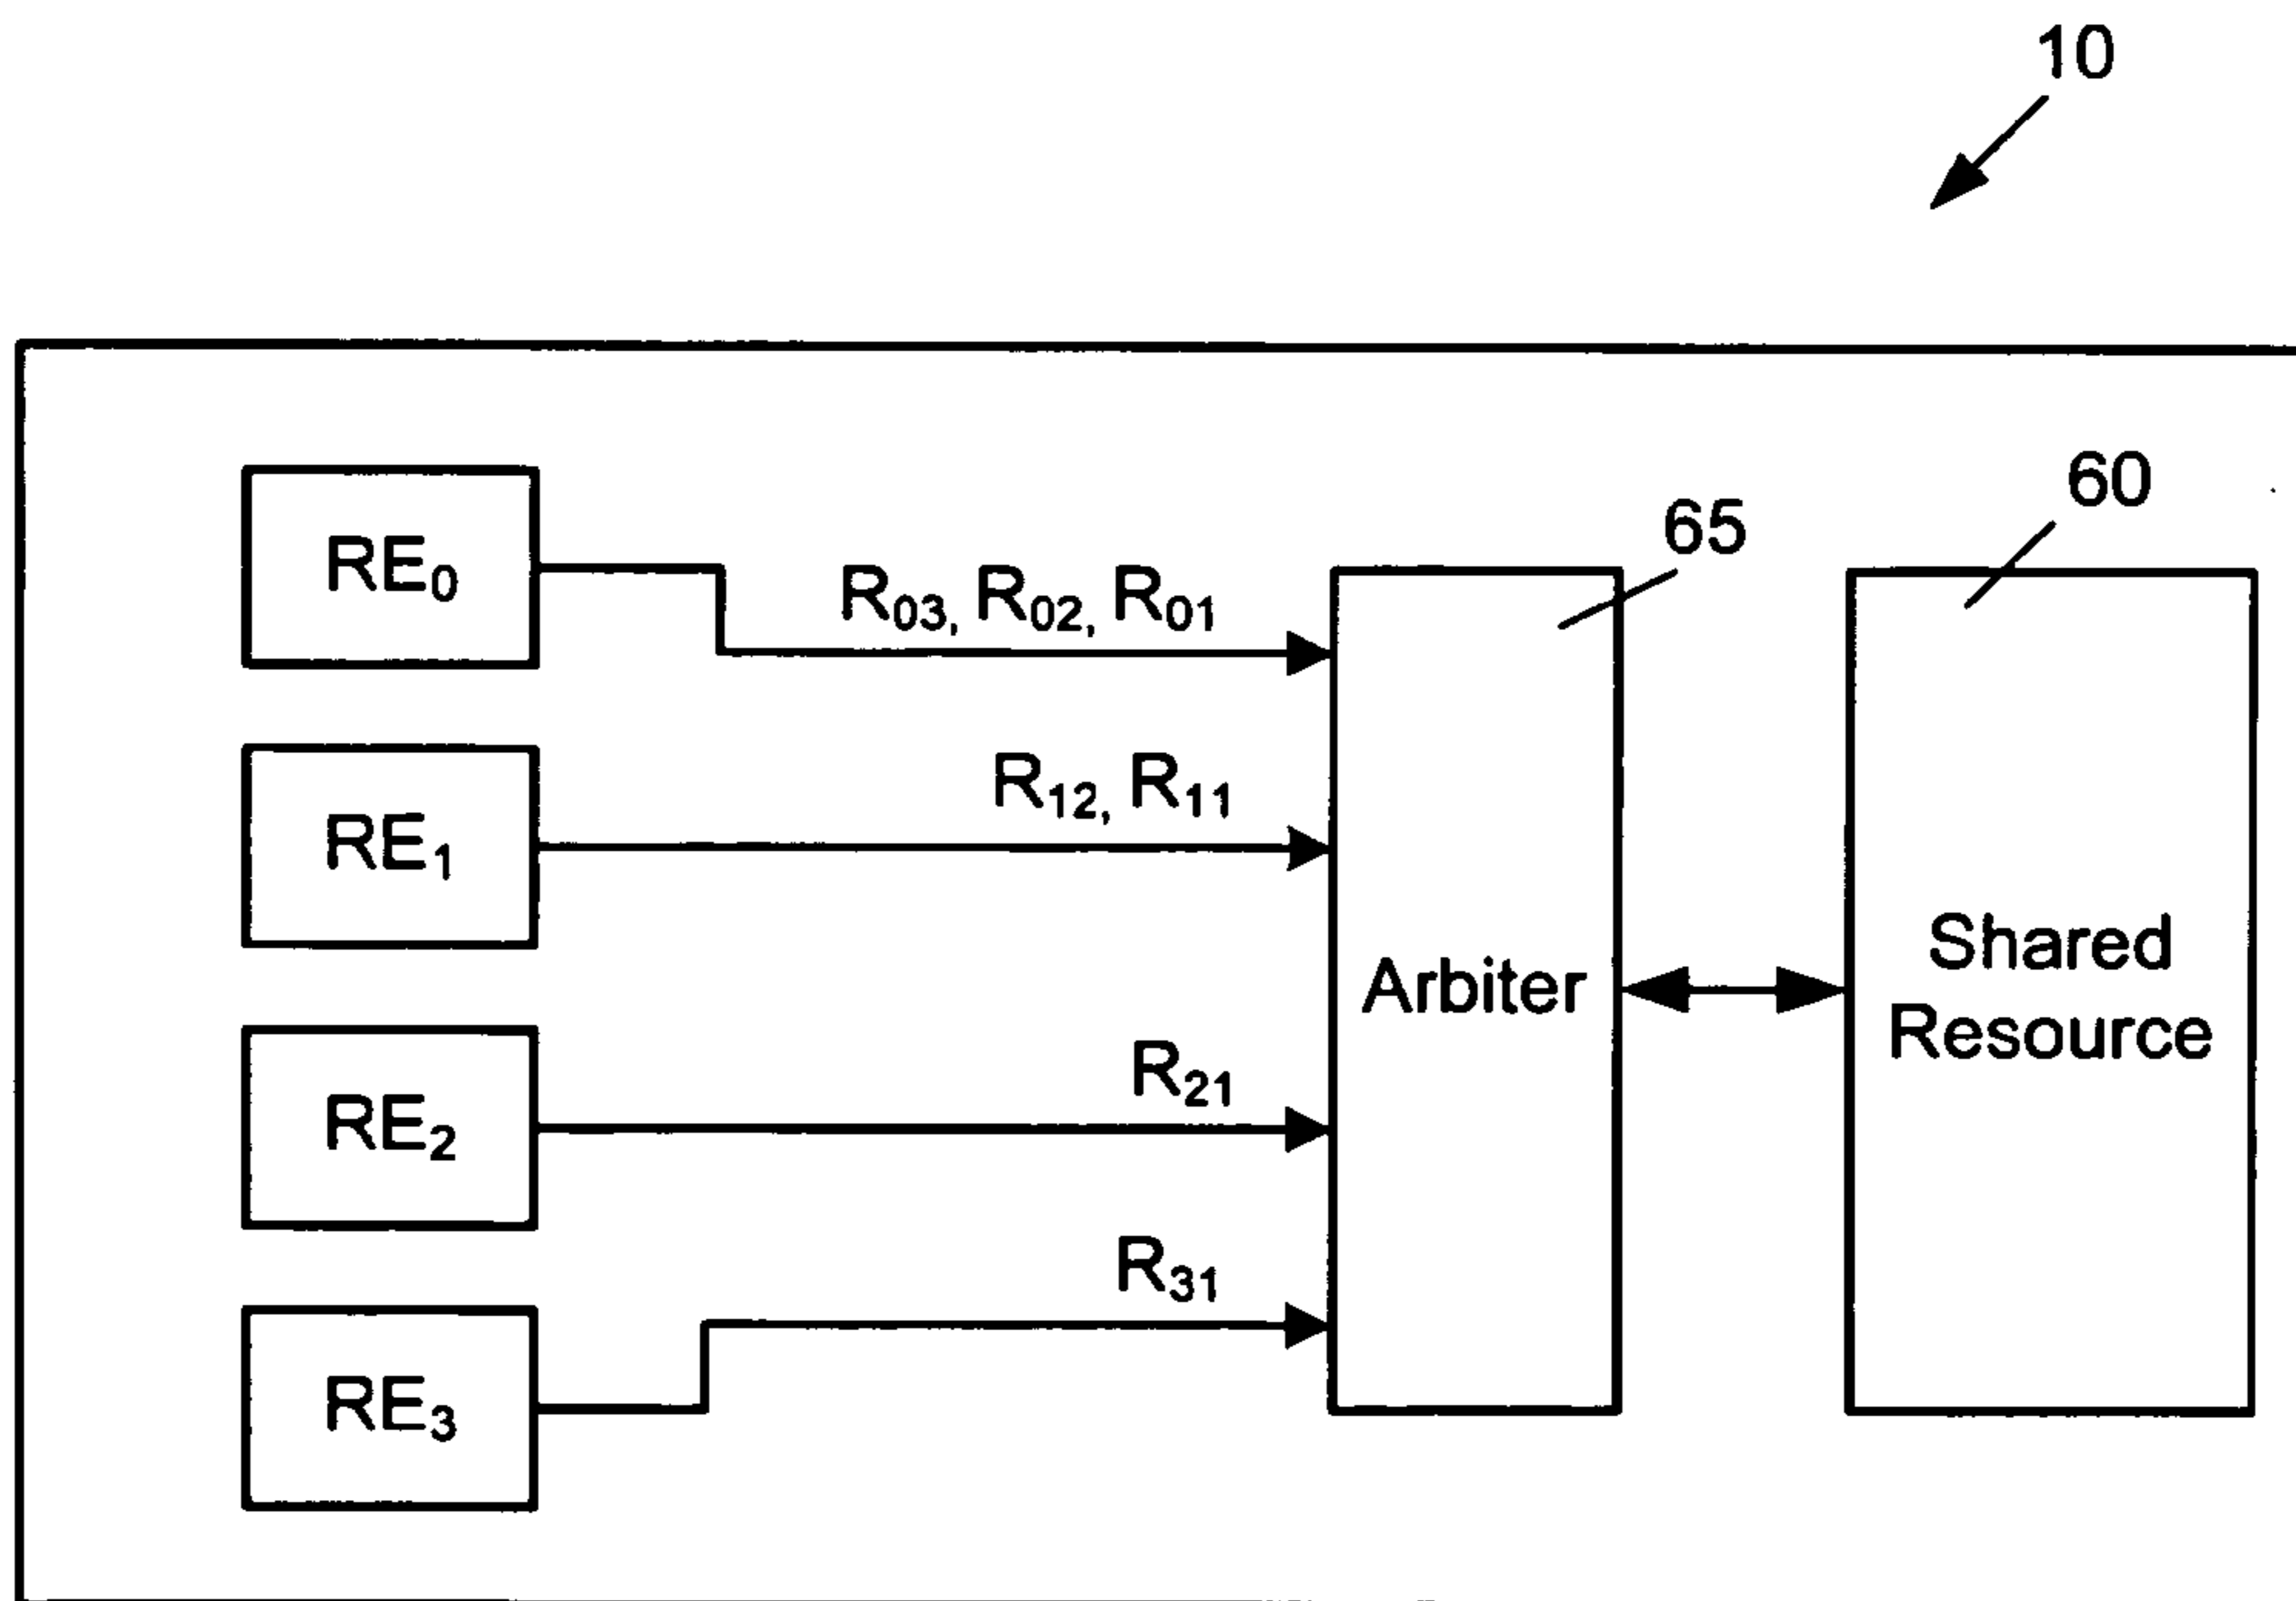 10
60
65
RE₀
R₀₃, R₀₂, R₀₁
RE₁
R₁₂, R₁₁
Arbiter
Shared
Resource
RE₂
R₂₁
RE₃
R₃₁